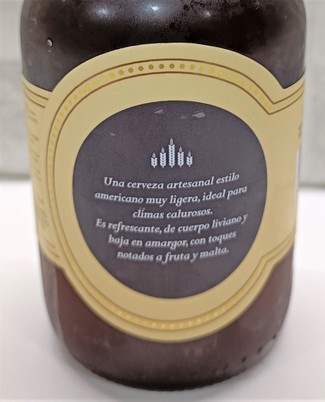 Una cerveza artesanal estilo
americano muy ligera, ideal para
clímas calurosos.
Es refrescante, de cuerpo liviano y
baja en amargor, con toques
notados a fruta y malta.